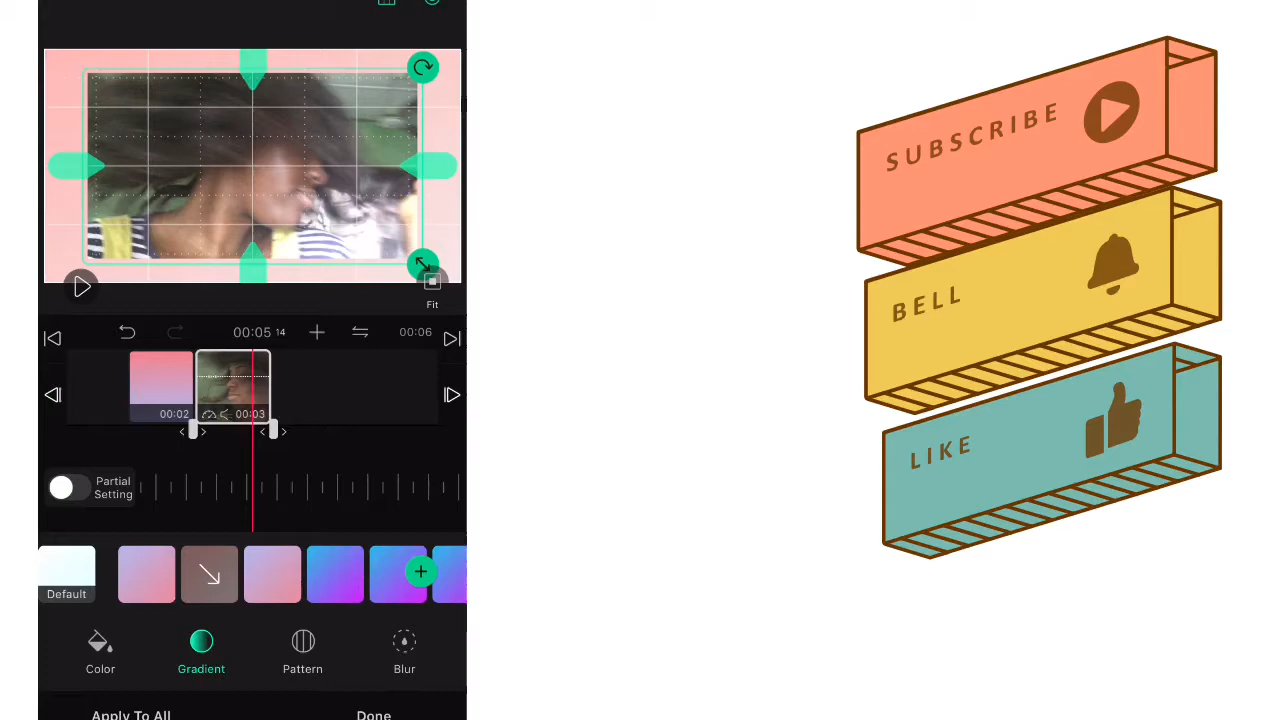 Fit
00:05 14
00:06
00:02
00:03
Partial
Setting
Default
Color
Gradient
Pattern
Blur
Apply To All
Done
SUBSCRIBE
BELL
LIKE